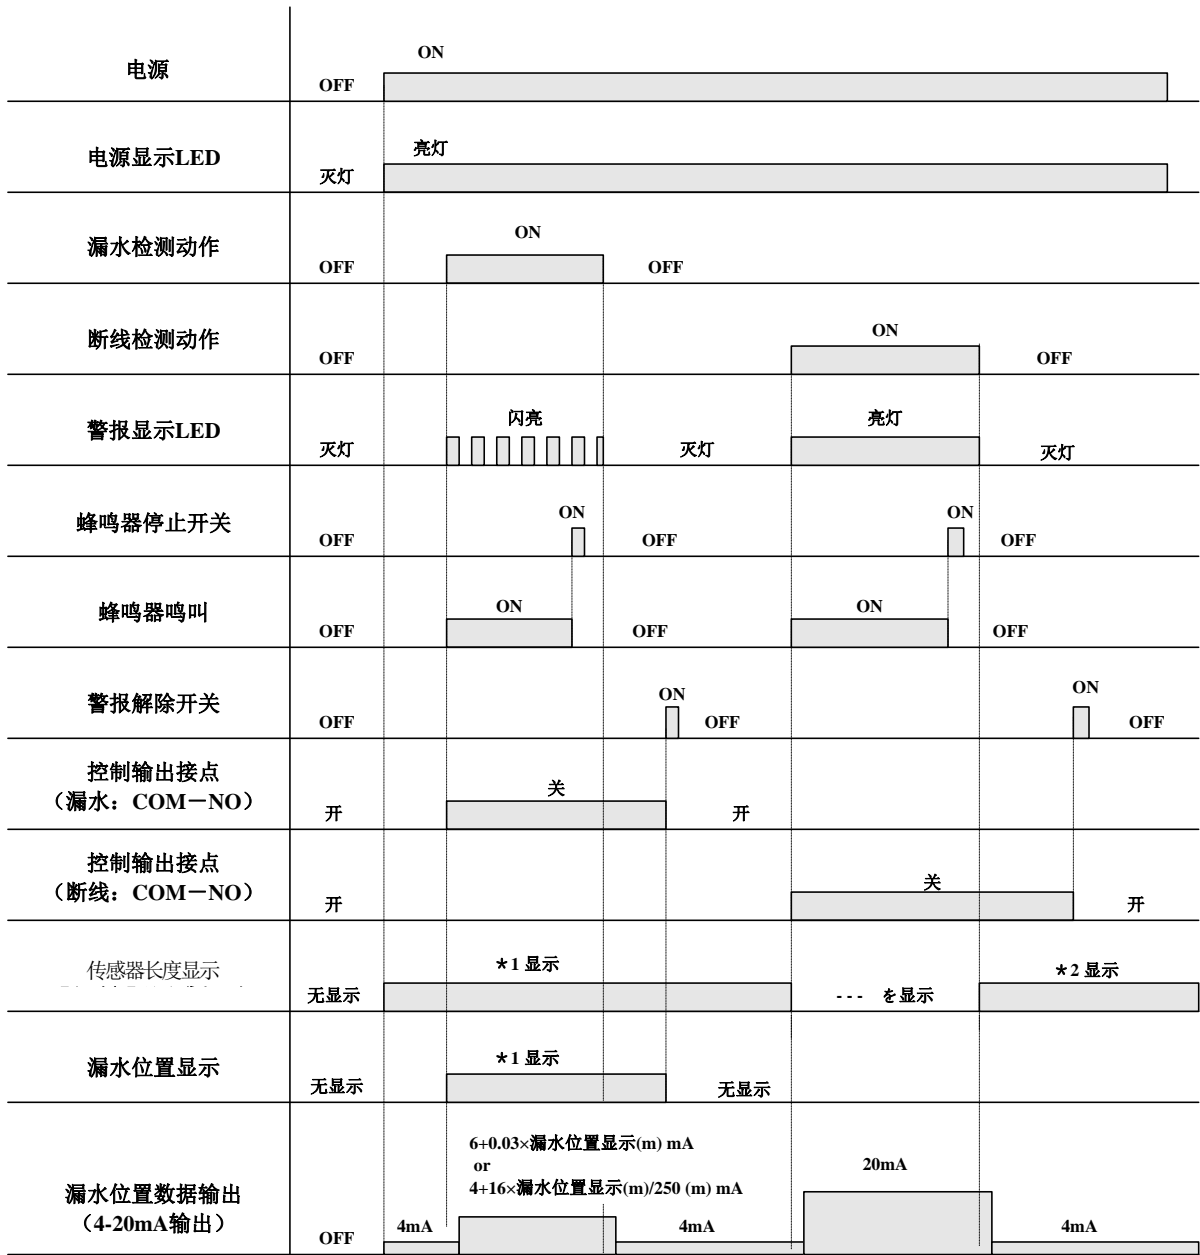 ON
电源
OFF
亮灯
电源显示LED
灭灯
ON
漏水检测动作
OFF
OFF
ON
断线检测动作
OFF
OFF
闪亮
亮灯
警报显示LED
灭灯
灭灯
灭灯
ON
ON
蜂鸣器停止开关
OFF
OFF
OFF
ON
ON
蜂鸣器鸣叫
OFF
OFF
OFF
ON
ON
警报解除开关
OFF
OFF
OFF
控制输出接点
（漏水：COM－NO）
关
开
开
控制输出接点
（断线：COM－NO）
关
开
开
传感器长度显示
＊1 显示
＊2 显示
无显示
--- を显示
漏水位置显示
＊1 显示
无显示
无显示
6+0.03×漏水位置显示(m) mA
or
4+16×漏水位置显示(m)/250 (m) mA
20mA
漏水位置数据输出
（4-20mA输出）
OFF
4mA
4mA
4mA